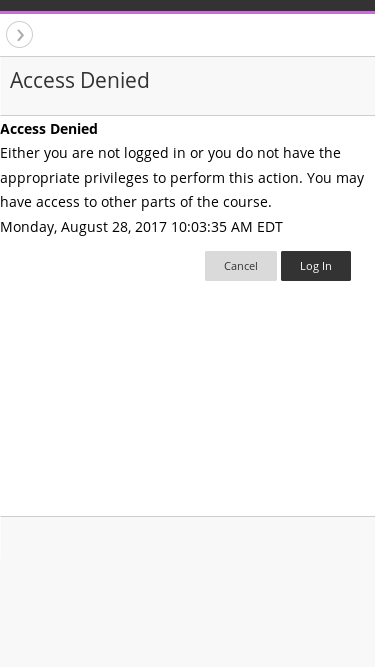 Access Denied
Access Denied
Either you are not logged in or you do not have the
appropriate privileges to perform this action. You may
have access to other parts of the course.
Monday, August 28, 2017 10:03:35 AM EDT
Cancel
Log In